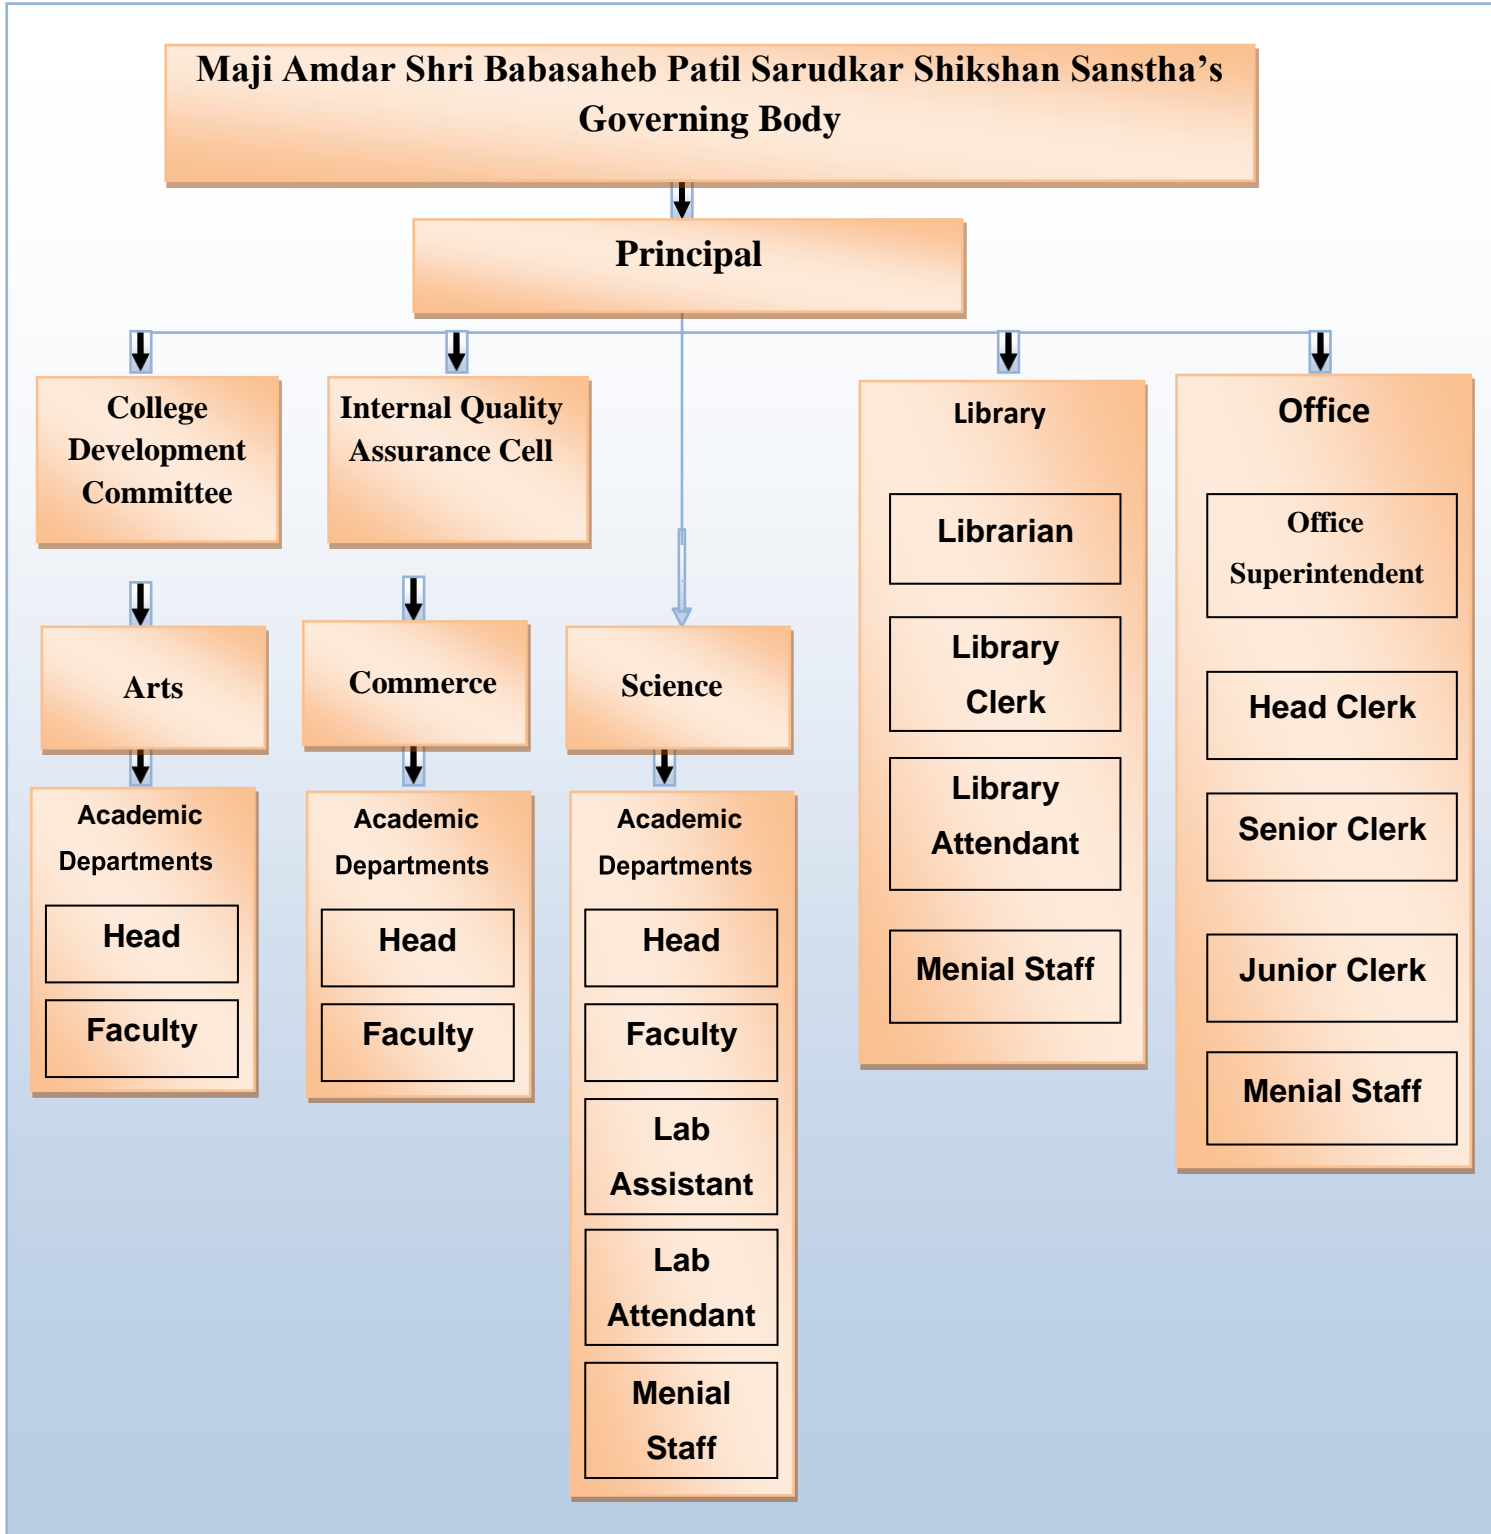 Maji Amdar Shri Babasaheb Patil Sarudkar Shikshan Sanstha’s
Governing Body
Principal
College
Development
Committee
Internal Quality
Assurance Cell
Library
Librarian
Library
Clerk
Library
Attendant
Menial Staff
Office
Office
Superintendent
Head Clerk
Senior Clerk
Junior Clerk
Menial Staff
Arts
Academic
Departments
Head
Faculty
Commerce
Academic
Departments
Head
Faculty
Science
Academic
Departments
Head
Faculty
Lab
Assistant
Lab
Attendant
Menial
Staff